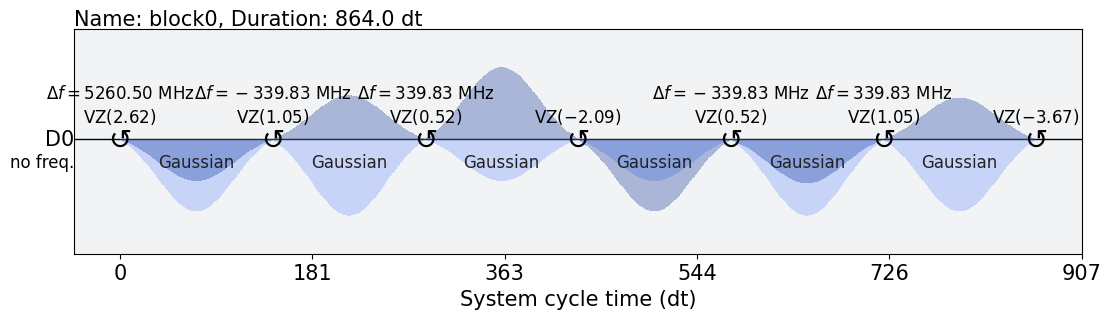 Name: block0, Duration: 864.0 dt
Δf = 5260.50 MHz Δf = − 339.83 MHz Δf = 339.83 MHz Δf = − 339.83 MHz Δf = 339.83 MHz
VZ(2.62) VZ(1.05) VZ(0.52) VZ(−2.09) VZ(0.52) VZ(1.05) VZ(−3.67)
D0
no freq. Gaussian Gaussian Gaussian Gaussian Gaussian Gaussian
0 181 363 544 726 907
System cycle time (dt)